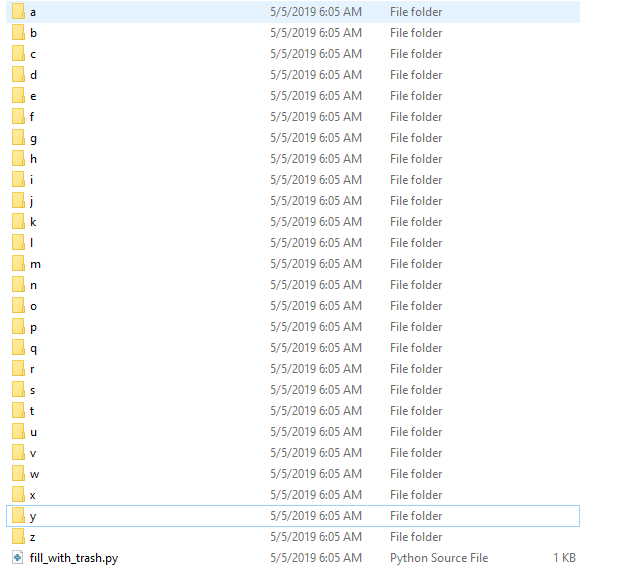 a 5/5/2019 6:05 AM File folder
b 5/5/2019 6:05 AM File folder
c 5/5/2019 6:05 AM File folder
d 5/5/2019 6:05 AM File folder
e 5/5/2019 6:05 AM File folder
f 5/5/2019 6:05 AM File folder
g 5/5/2019 6:05 AM File folder
h 5/5/2019 6:05 AM File folder
i 5/5/2019 6:05 AM File folder
j 5/5/2019 6:05 AM File folder
k 5/5/2019 6:05 AM File folder
l 5/5/2019 6:05 AM File folder
m 5/5/2019 6:05 AM File folder
n 5/5/2019 6:05 AM File folder
o 5/5/2019 6:05 AM File folder
p 5/5/2019 6:05 AM File folder
q 5/5/2019 6:05 AM File folder
r 5/5/2019 6:05 AM File folder
s 5/5/2019 6:05 AM File folder
t 5/5/2019 6:05 AM File folder
u 5/5/2019 6:05 AM File folder
v 5/5/2019 6:05 AM File folder
w 5/5/2019 6:05 AM File folder
x 5/5/2019 6:05 AM File folder
y 5/5/2019 6:05 AM File folder
z 5/5/2019 6:05 AM File folder
fill_with_trash.py 5/5/2019 6:05 AM Python Source File 1 KB